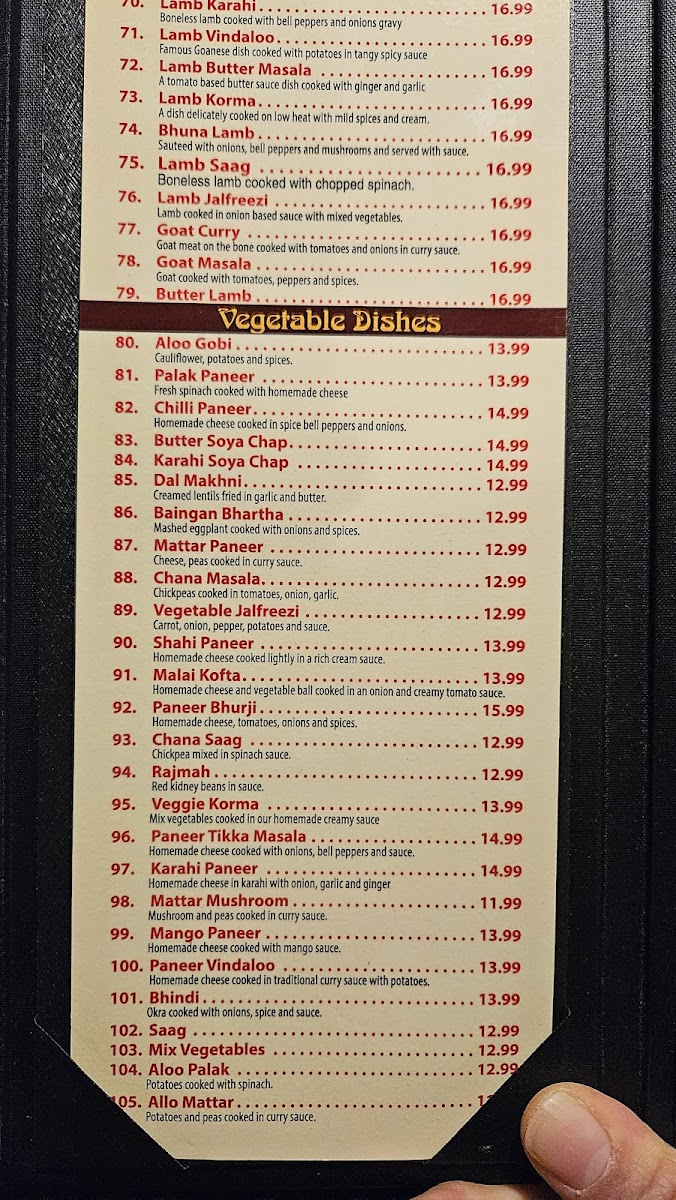 70. Lamb Karahi........................16.99
Boneless lamb cooked with bell peppers and onions gravy
71. Lamb Vindaloo........................16.99
Famous Goanese dish cooked with potatoes in tangy spicy sauce
72. Lamb Butter Masala ........................16.99
A tomato based butter sauce dish cooked with ginger and garlic
73. Lamb Korma........................16.99
A dish delicately cooked on low heat with mild spices and cream.
74. Bhuna Lamb........................16.99
Sauteed with onions, bell peppers and mushrooms and served with sauce.
75. Lamb Saag ........................16.99
Boneless lamb cooked with chopped spinach.
76. Lamb Jalfreezi ........................16.99
Lamb cooked in onion based sauce with mixed vegetables.
77. Goat Curry ........................16.99
Goat meat on the bone cooked with tomatoes and onions in curry sauce.
78. Goat Masala ........................16.99
Goat cooked with tomatoes, peppers and spices.
79. Butter Lamb ........................16.99
Vegetable Dishes
80. Aloo Gobi ........................13.99
Cauliflower, potatoes and spices.
81. Palak Paneer ........................13.99
Fresh spinach cooked with homemade cheese
82. Chilli Paneer........................14.99
Homemade cheese cooked in spice bell peppers and onions.
83. Butter Soya Chap........................14.99
84. Karahi Soya Chap ........................14.99
85. Dal Makhni........................12.99
Creamed lentils fried in garlic and butter.
86. Baingan Bhartha ........................12.99
Mashed eggplant cooked with onions and spices.
87. Mattar Paneer ........................12.99
Cheese, peas cooked in curry sauce.
88. Chana Masala........................12.99
Chickpeas cooked in tomatoes, onion, garlic.
89. Vegetable Jalfreezi ........................12.99
Carrot, onion, pepper, potatoes and sauce.
90. Shahi Paneer ........................13.99
Homemade cheese cooked lightly in a rich cream sauce.
91. Malai Kofta........................13.99
Homemade cheese and vegetable ball cooked in an onion and creamy tomato sauce.
92. Paneer Bhurji........................15.99
Homemade cheese, tomatoes, onions and spices.
93. Chana Saag ........................12.99
Chickpea mixed in spinach sauce.
94. Rajmah........................12.99
Red kidney beans in sauce.
95. Veggie Korma ........................13.99
Mix vegetables cooked in our homemade creamy sauce
96. Paneer Tikka Masala ........................14.99
Homemade cheese cooked with onions, bell peppers and sauce.
97. Karahi Paneer ........................14.99
Homemade cheese in karahi with onion, garlic and ginger
98. Mattar Mushroom ........................11.99
Mushroom and peas cooked in curry sauce.
99. Mango Paneer ........................13.99
Homemade cheese cooked with mango sauce.
100. Paneer Vindaloo ........................13.99
Homemade cheese cooked in traditional curry sauce with potatoes.
101. Bhindi........................13.99
Okra cooked with onions, spice and sauce.
102. Saag ........................12.99
103. Mix Vegetables ........................12.99
104. Aloo Palak ........................12.99
Potatoes cooked with spinach.
105. Allo Mattar........................
Potatoes and peas cooked in curry sauce.